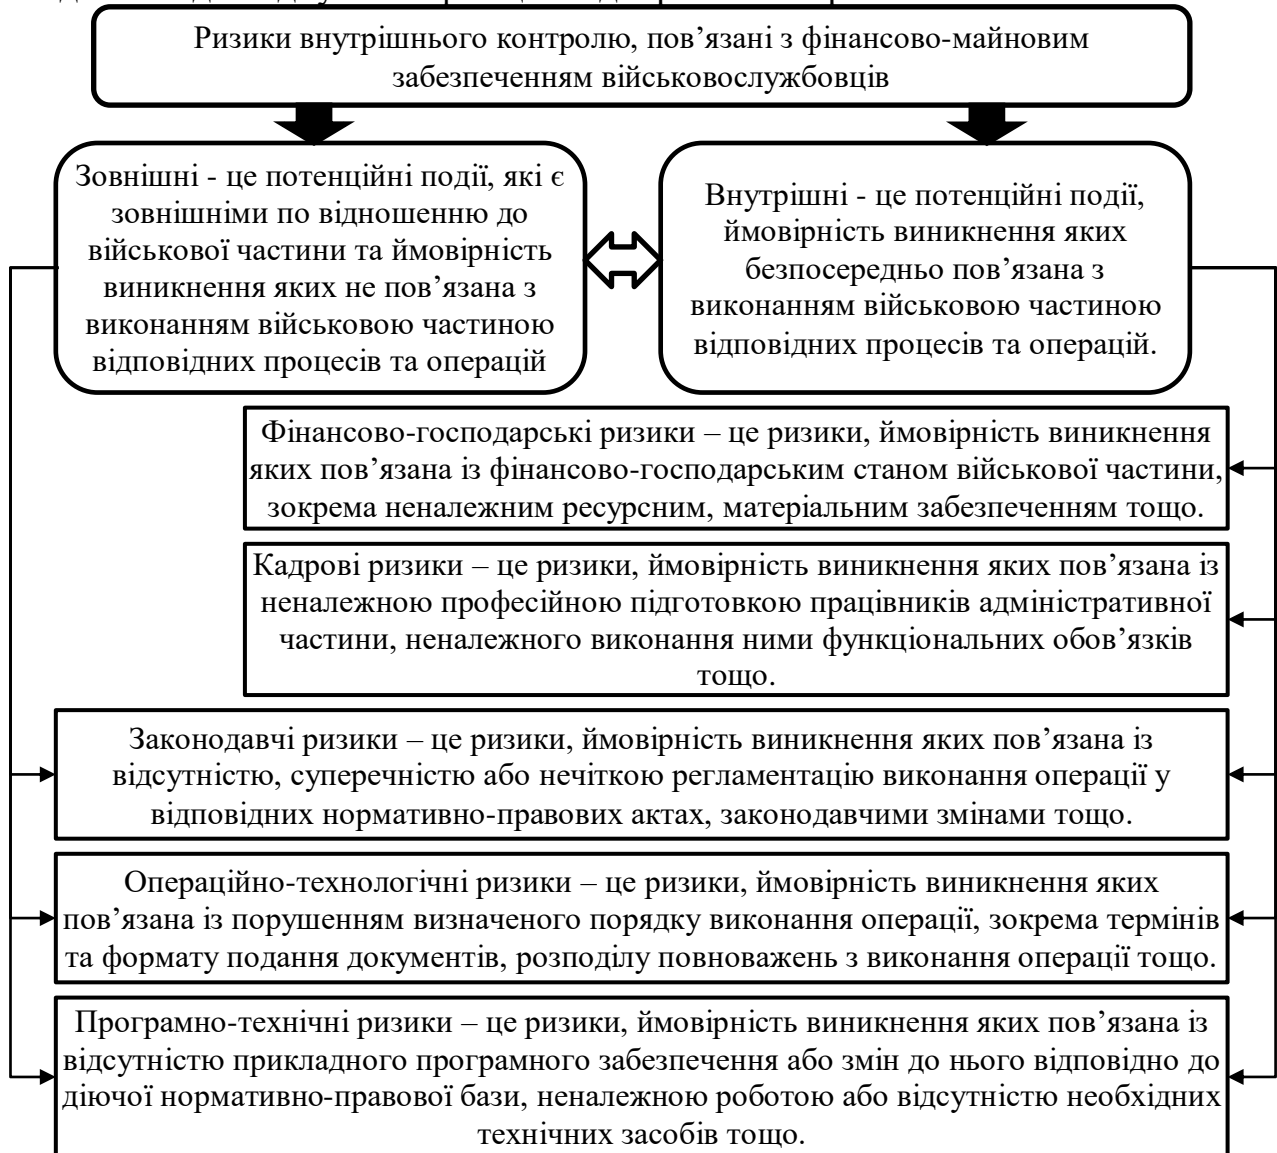 Ризики внутрішнього контролю, пов’язані з фінансово-майновим
забезпеченням військовослужбовців
Зовнішні - це потенційні події, які є
зовнішніми по відношенню до
військової частини та ймовірність
виникнення яких не пов’язана з
виконанням військовою частиною
відповідних процесів та операцій
Внутрішні - це потенційні події,
ймовірність виникнення яких
безпосередньо пов’язана з
виконанням військовою частиною
відповідних процесів та операцій.
Фінансово-господарські ризики – це ризики, ймовірність виникнення
яких пов’язана із фінансово-господарським станом військової частини,
зокрема неналежним ресурсним, матеріальним забезпеченням тощо.
Кадрові ризики – це ризики, ймовірність виникнення яких пов’язана із
неналежною професійною підготовкою працівників адміністративної
частини, неналежного виконання ними функціональних обов’язків
тощо.
Законодавчі ризики – це ризики, ймовірність виникнення яких пов’язана із
відсутністю, суперечністю або нечіткою регламентацію виконання операції у
відповідних нормативно-правових актах, законодавчими змінами тощо.
Операційно-технологічні ризики – це ризики, ймовірність виникнення яких
пов’язана із порушенням визначеного порядку виконання операції, зокрема термінів
та формату подання документів, розподілу повноважень з виконання операції тощо.
Програмно-технічні ризики – це ризики, ймовірність виникнення яких пов’язана із
відсутністю прикладного програмного забезпечення або змін до нього відповідно до
діючої нормативно-правової бази, неналежною роботою або відсутністю необхідних
технічних засобів тощо.